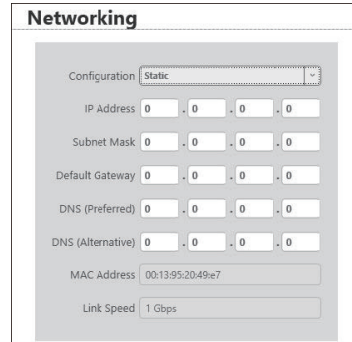 Networking
Configuration Static
IP Address 0 . 0 . 0 . 0
Subnet Mask 0 . 0 . 0 . 0
Default Gateway 0 . 0 . 0 . 0
DNS (Preferred) 0 . 0 . 0 . 0
DNS (Alternative) 0 . 0 . 0 . 0
MAC Address 00:13:95:20:49:e7
Link Speed 1 Gbps